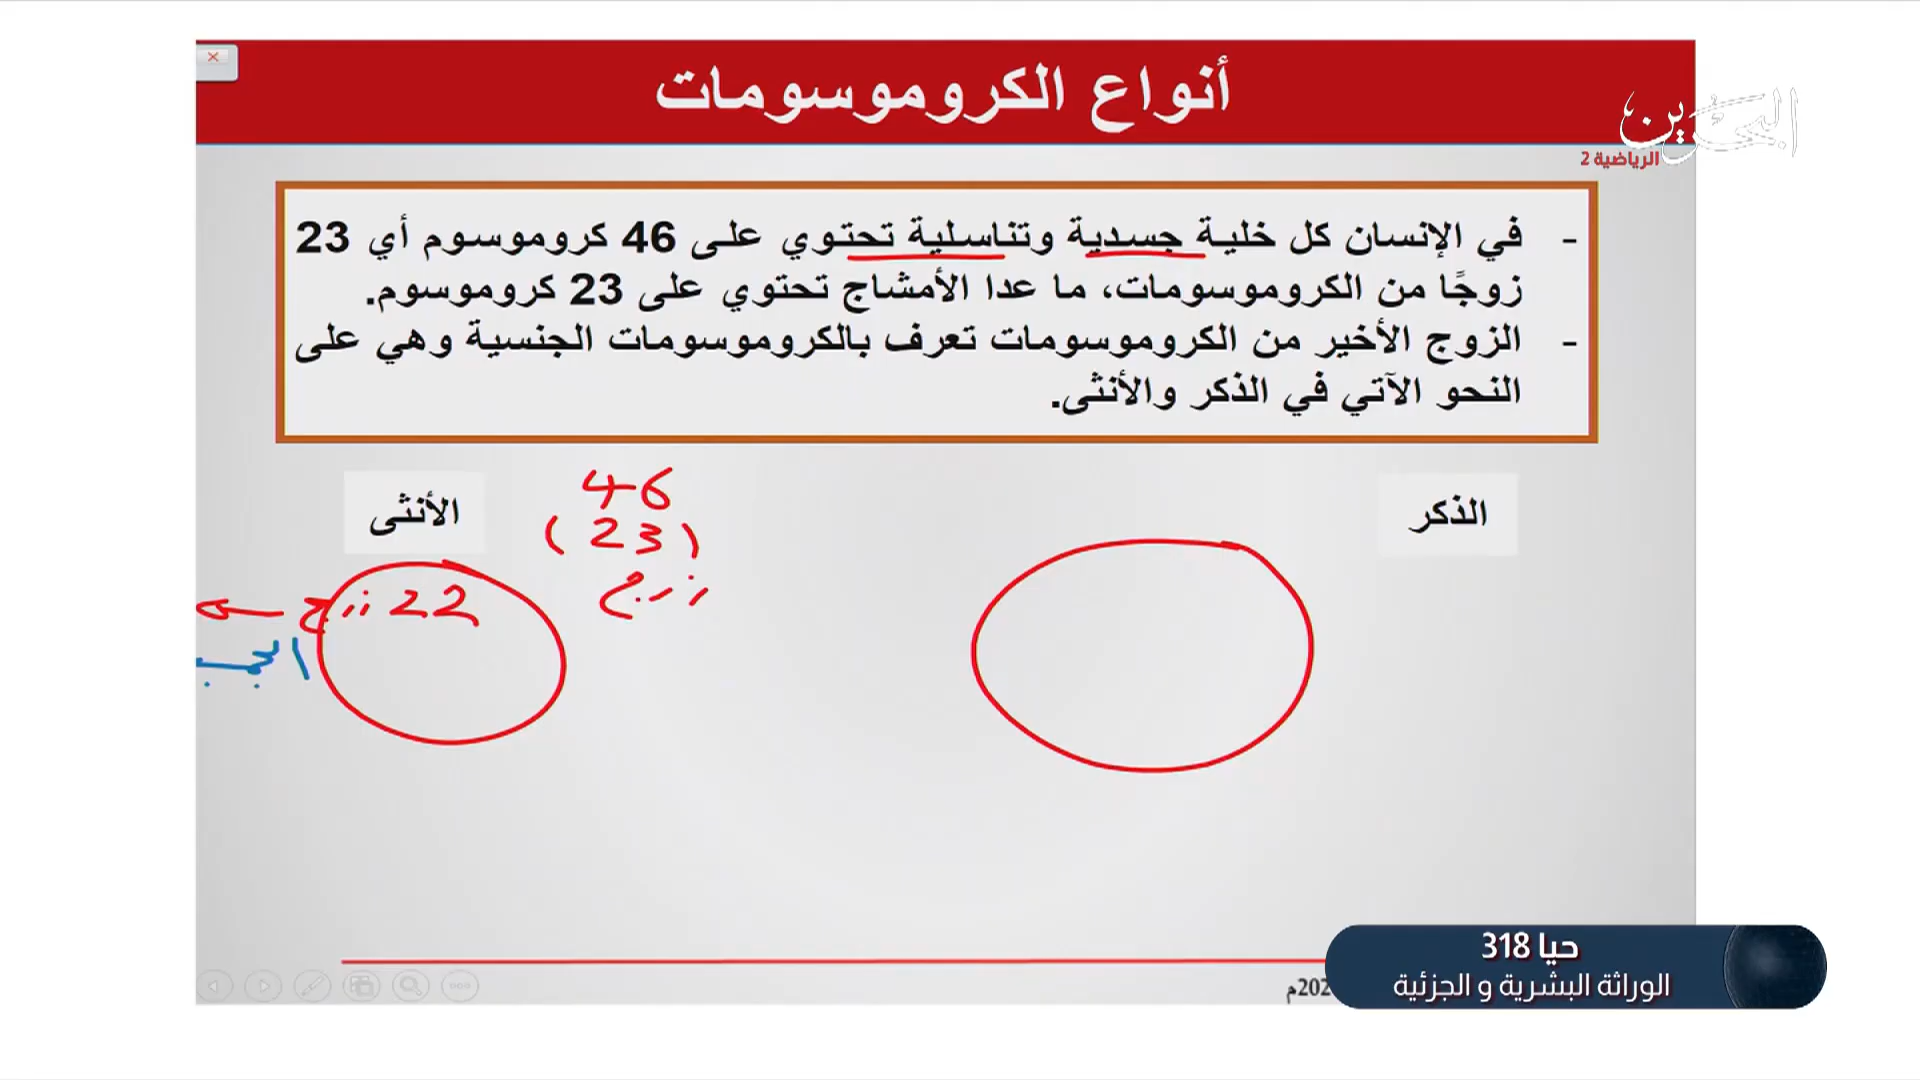 أنواع الكروموسومات
البحرين
الرياضية 2
- في الإنسان كل خلية جسدية وتناسلية تحتوي على 46 كروموسوم أي 23
زوجًا من الكروموسومات، ما عدا الأمشاج تحتوي على 23 كروموسوم.
- الزوج الأخير من الكروموسومات تعرف بالكروموسومات الجنسية وهي على
النحو الآتي في الذكر والأنثى.
الذكر
الأنثى
46
(23)
زوج
22 زوج ←
حيا 318
الوراثة البشرية و الجزئية